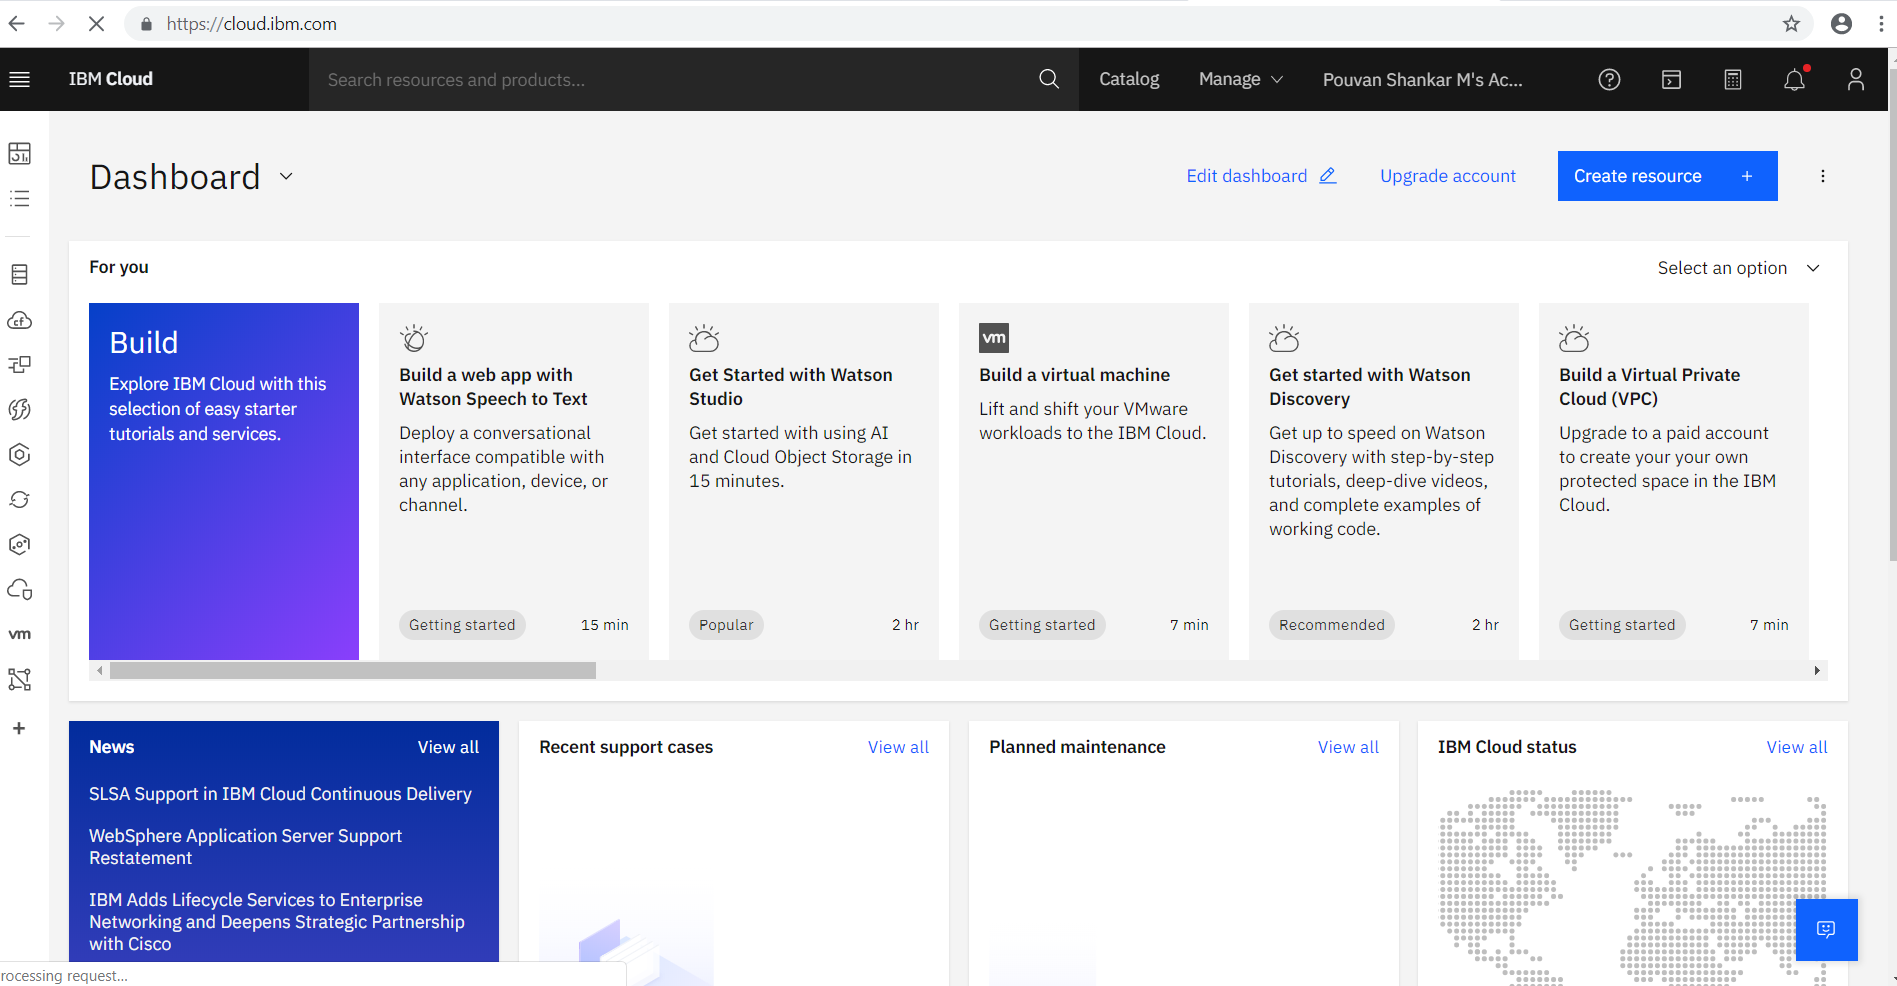 https://cloud.ibm.com
IBM Cloud
Search resources and products...
Catalog
Manage
Pouvan Shankar M's Ac...
Dashboard
Edit dashboard
Upgrade account
Create resource +
For you
Select an option
Build
Explore IBM Cloud with this
selection of easy starter
tutorials and services.
Build a web app with
Watson Speech to Text
Deploy a conversational
interface compatible with
any application, device, or
channel.
Getting started
15 min
Get Started with Watson
Studio
Get started with using AI
and Cloud Object Storage in
15 minutes.
Popular
2 hr
vm
Build a virtual machine
Lift and shift your VMware
workloads to the IBM Cloud.
Getting started
7 min
Get started with Watson
Discovery
Get up to speed on Watson
Discovery with step-by-step
tutorials, deep-dive videos,
and complete examples of
working code.
Recommended
2 hr
Build a Virtual Private
Cloud (VPC)
Upgrade to a paid account
to create your your own
protected space in the IBM
Cloud.
Getting started
7 min
cf
vm
News
View all
SLSA Support in IBM Cloud Continuous Delivery
WebSphere Application Server Support
Restatement
IBM Adds Lifecycle Services to Enterprise
Networking and Deepens Strategic Partnership
with Cisco
Recent support cases
View all
Planned maintenance
View all
IBM Cloud status
View all
rocessing request...